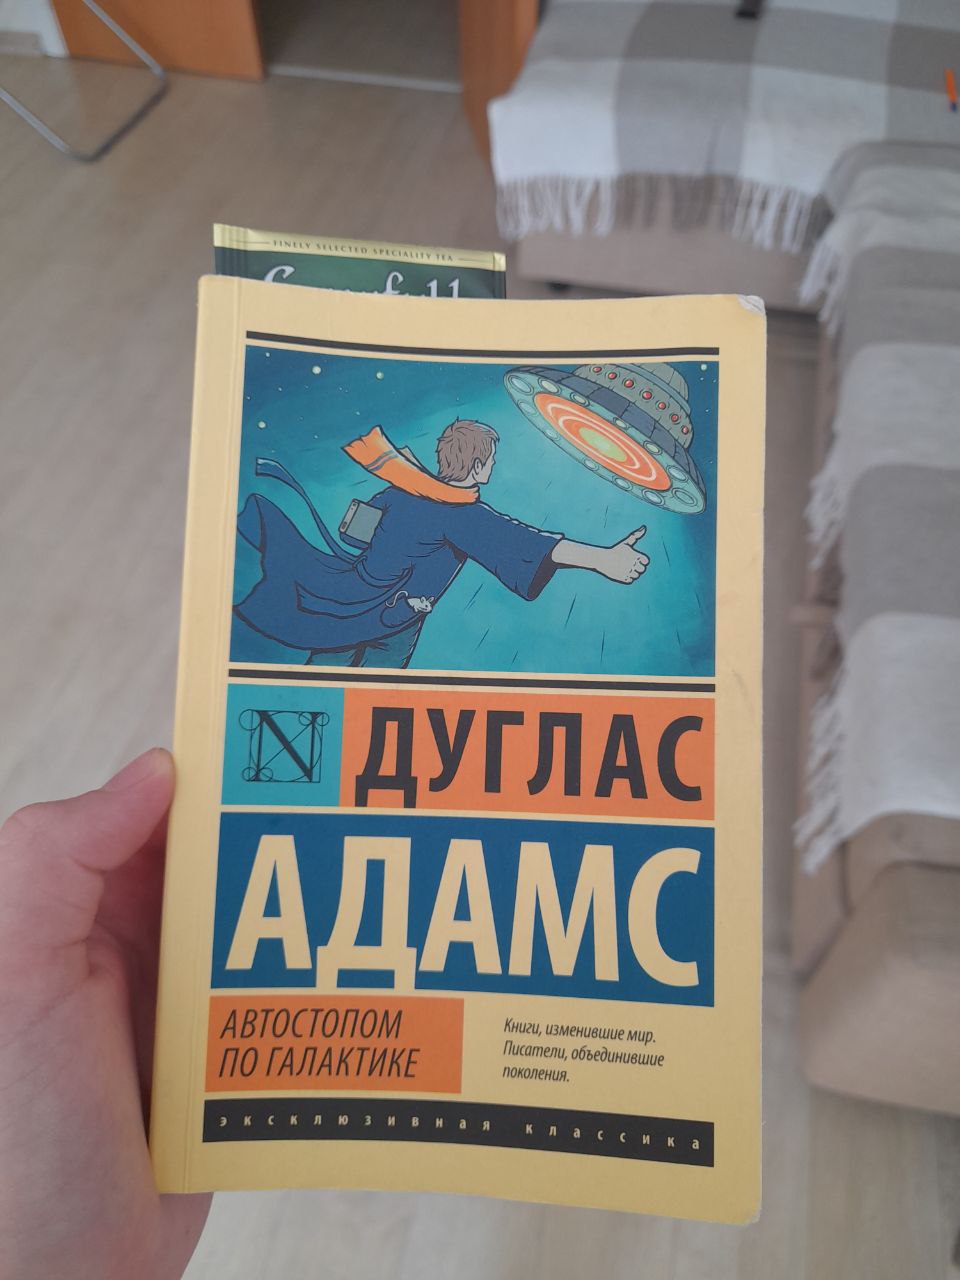 FINELY SELECTED SPECIALITY TEA
N ДУГЛАС
АДАМС
АВТОСТОПОМ
ПО ГАЛАКТИКЕ
Книги, изменившие мир.
Писатели, объединившие
поколения.
эксклюзивная классика